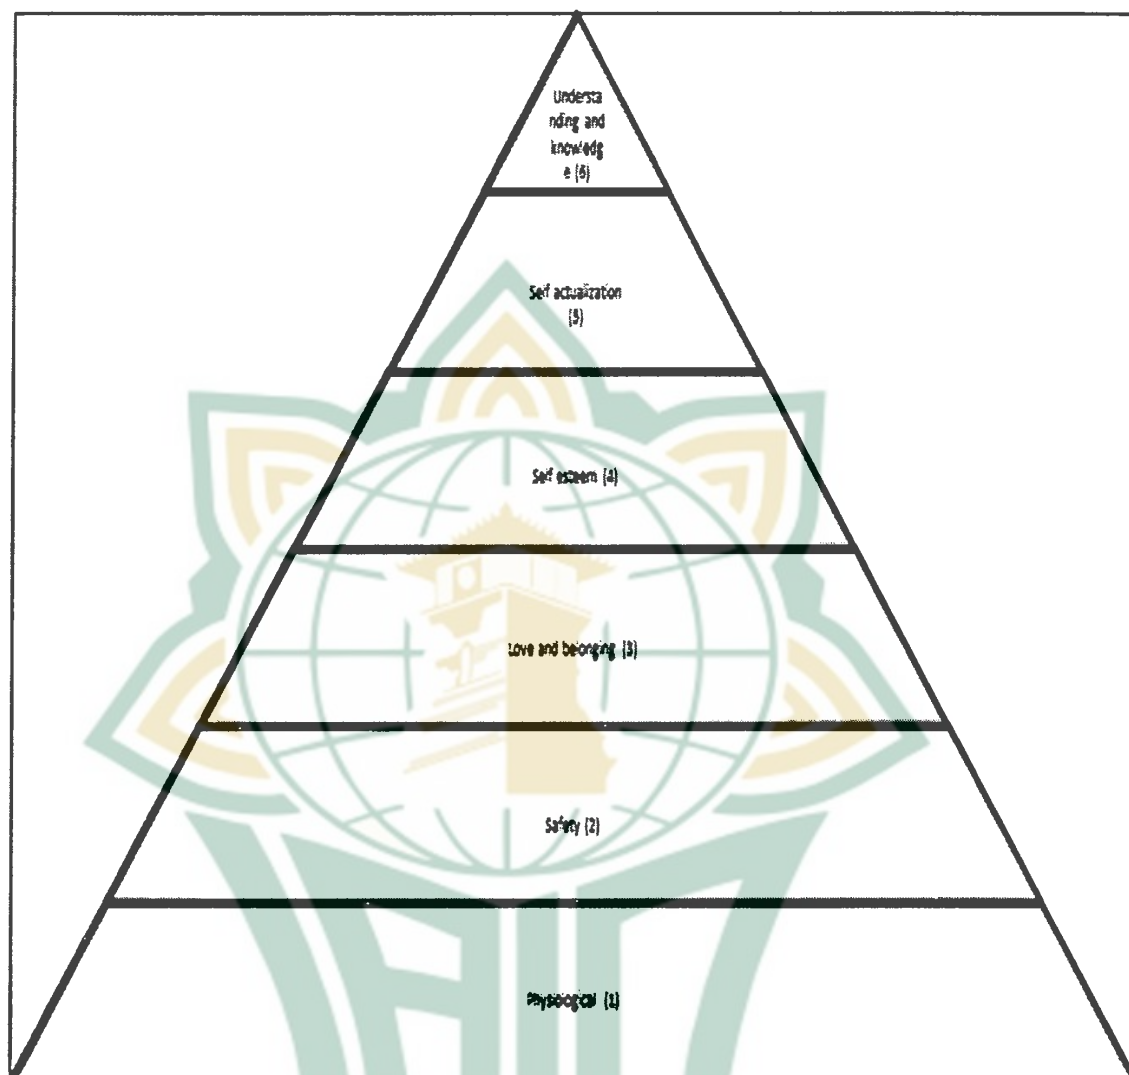 Understa
nding and
knowledg
e (6)
Self actualization
(5)
Self esteem (4)
Love and belonging (3)
Safety (2)
Physiological (1)